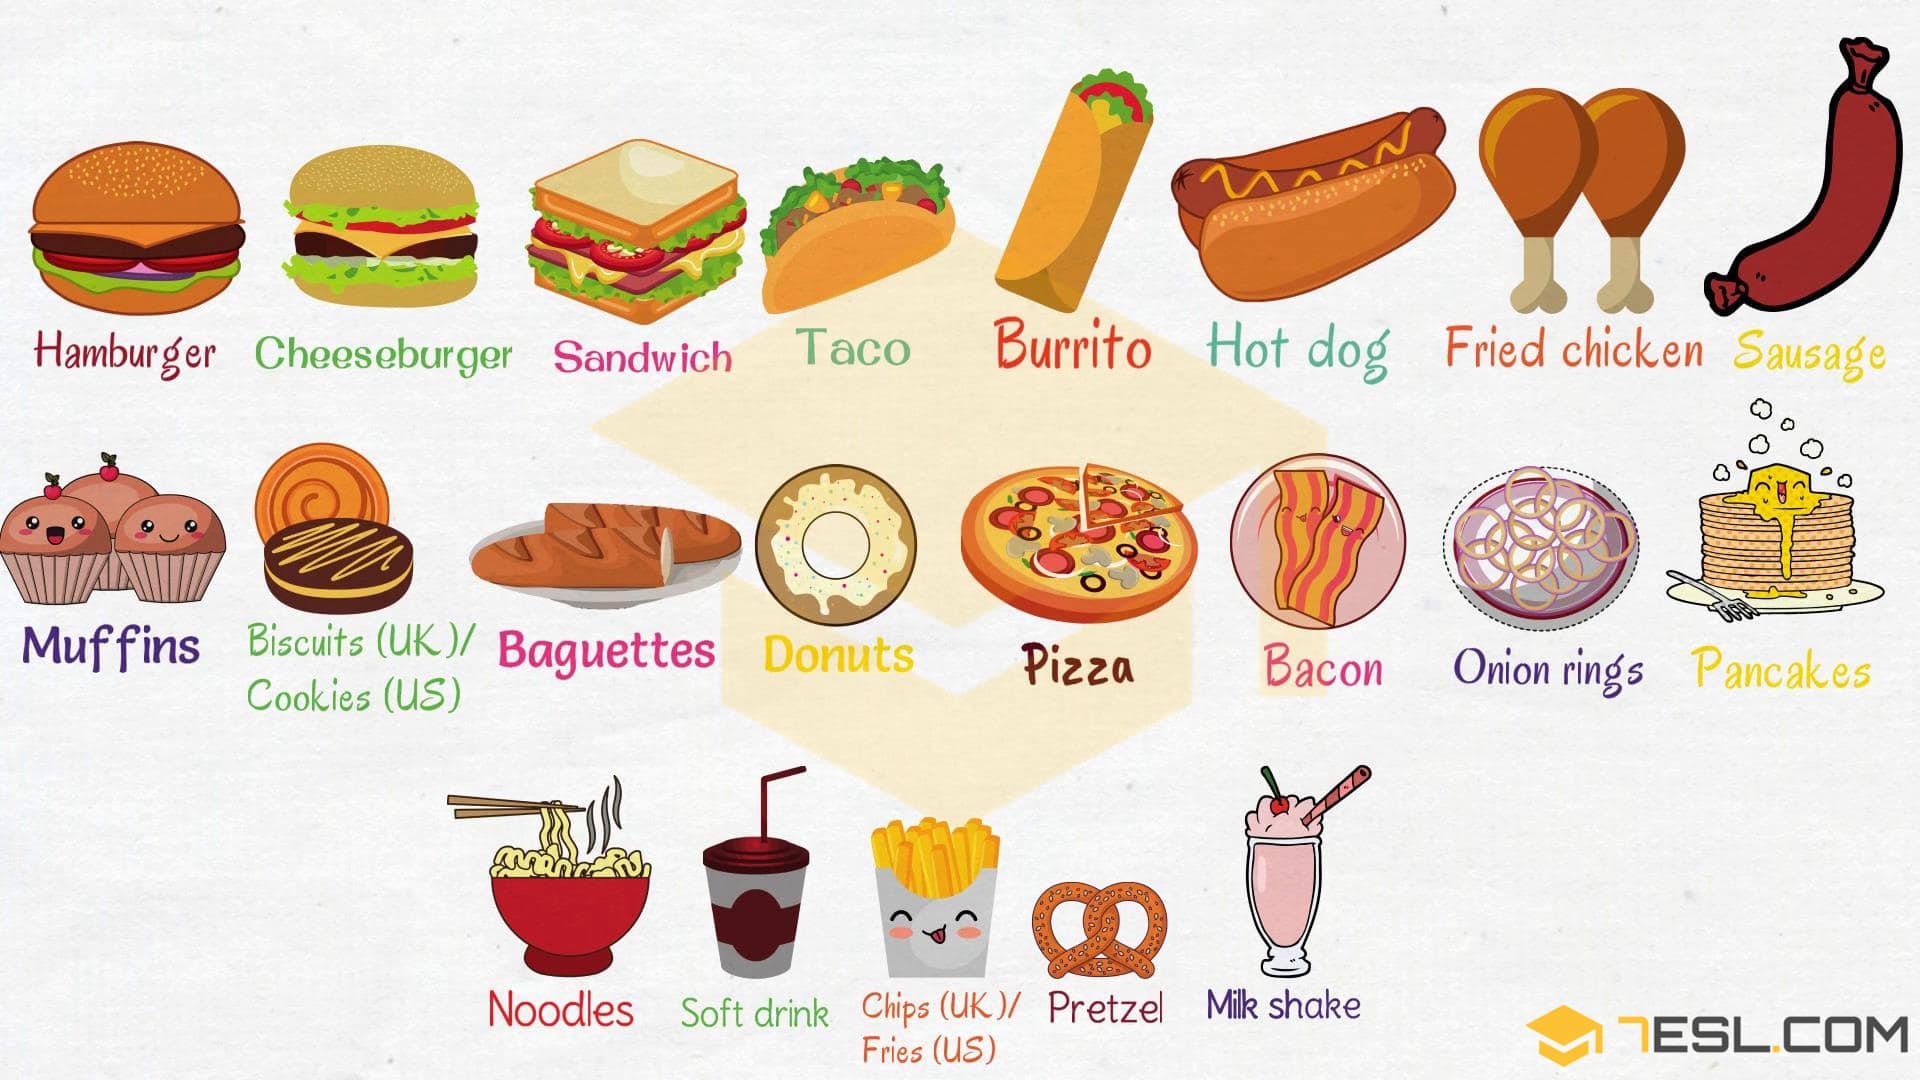 Hamburger
Cheeseburger
Sandwich
Taco
Burrito
Hot dog
Fried chicken
Sausage
Muffins
Biscuits (UK)/
Cookies (US)
Baguettes
Donuts
Pizza
Bacon
Onion rings
Pancakes
Noodles
Soft drink
Chips (UK)/
Fries (US)
Pretzel
Milk shake
7ESL.COM